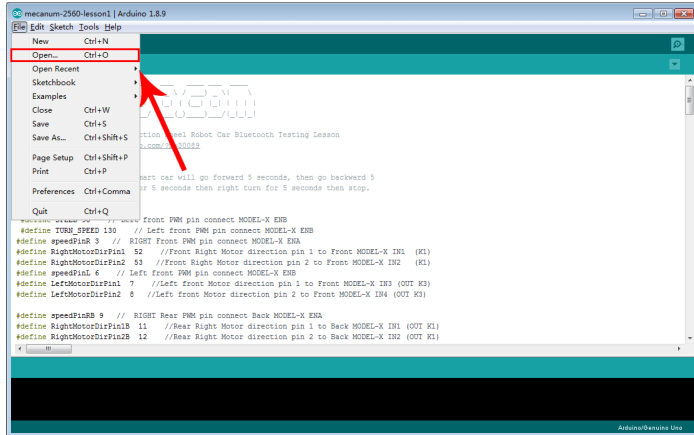 mecanum-2560-lesson1 | Arduino 1.8.9
File Edit Sketch Tools Help
New Ctrl+N
Open... Ctrl+O
Open Recent
Sketchbook
Examples
Close Ctrl+W
Save Ctrl+S
Save As... Ctrl+Shift+S
Page Setup Ctrl+Shift+P
Print Ctrl+P
Preferences Ctrl+Comma
Quit Ctrl+Q
Robot Car Bluetooth Testing Lesson
mart car will go forward 5 seconds, then go backward 5
or 5 seconds then right turn for 5 seconds then stop.
front PWM pin connect MODEL-X ENB
#define TURN_SPEED 130 // Left front PWM pin connect MODEL-X ENB
#define speedPinR 3 // RIGHT Front PWM pin connect MODEL-X ENA
#define RightMotorDirPin1 52 //Front Right Motor direction pin 1 to Front MODEL-X IN1 (K1)
#define RightMotorDirPin2 53 //Front Right Motor direction pin 2 to Front MODEL-X IN2 (K1)
#define speedPinL 6 // Left front PWM pin connect MODEL-X ENB
#define LeftMotorDirPin1 7 //Left front Motor direction pin 1 to Front MODEL-X IN3 (OUT K3)
#define LeftMotorDirPin2 8 //Left front Motor direction pin 2 to Front MODEL-X IN4 (OUT K3)
#define speedPinRB 9 // RIGHT Rear PWM pin connect Back MODEL-X ENA
#define RightMotorDirPin1B 11 //Rear Right Motor direction pin 1 to Back MODEL-X IN1 (OUT K1)
#define RightMotorDirPin2B 12 //Rear Right Motor direction pin 2 to Back MODEL-X IN2 (OUT K1)
Arduino/Genuino Uno